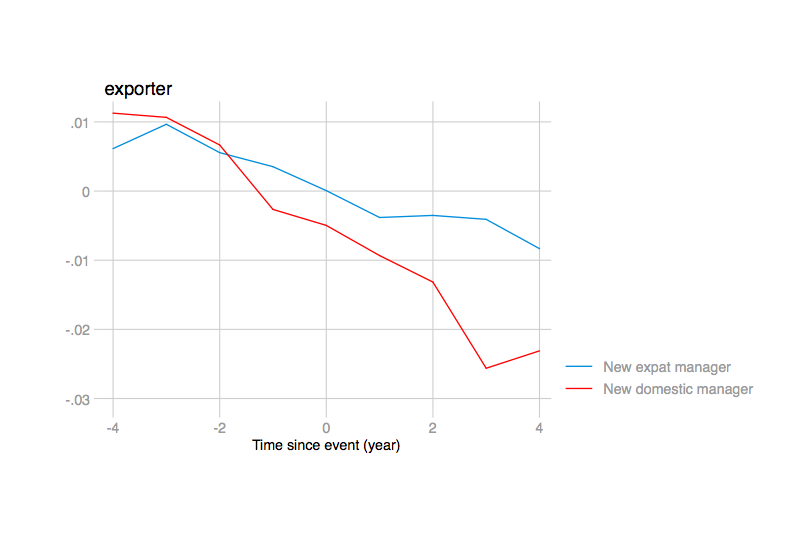 exporter
.01
0
-.01
-.02
-.03
-4 -2 0 2 4
Time since event (year)
New expat manager
New domestic manager